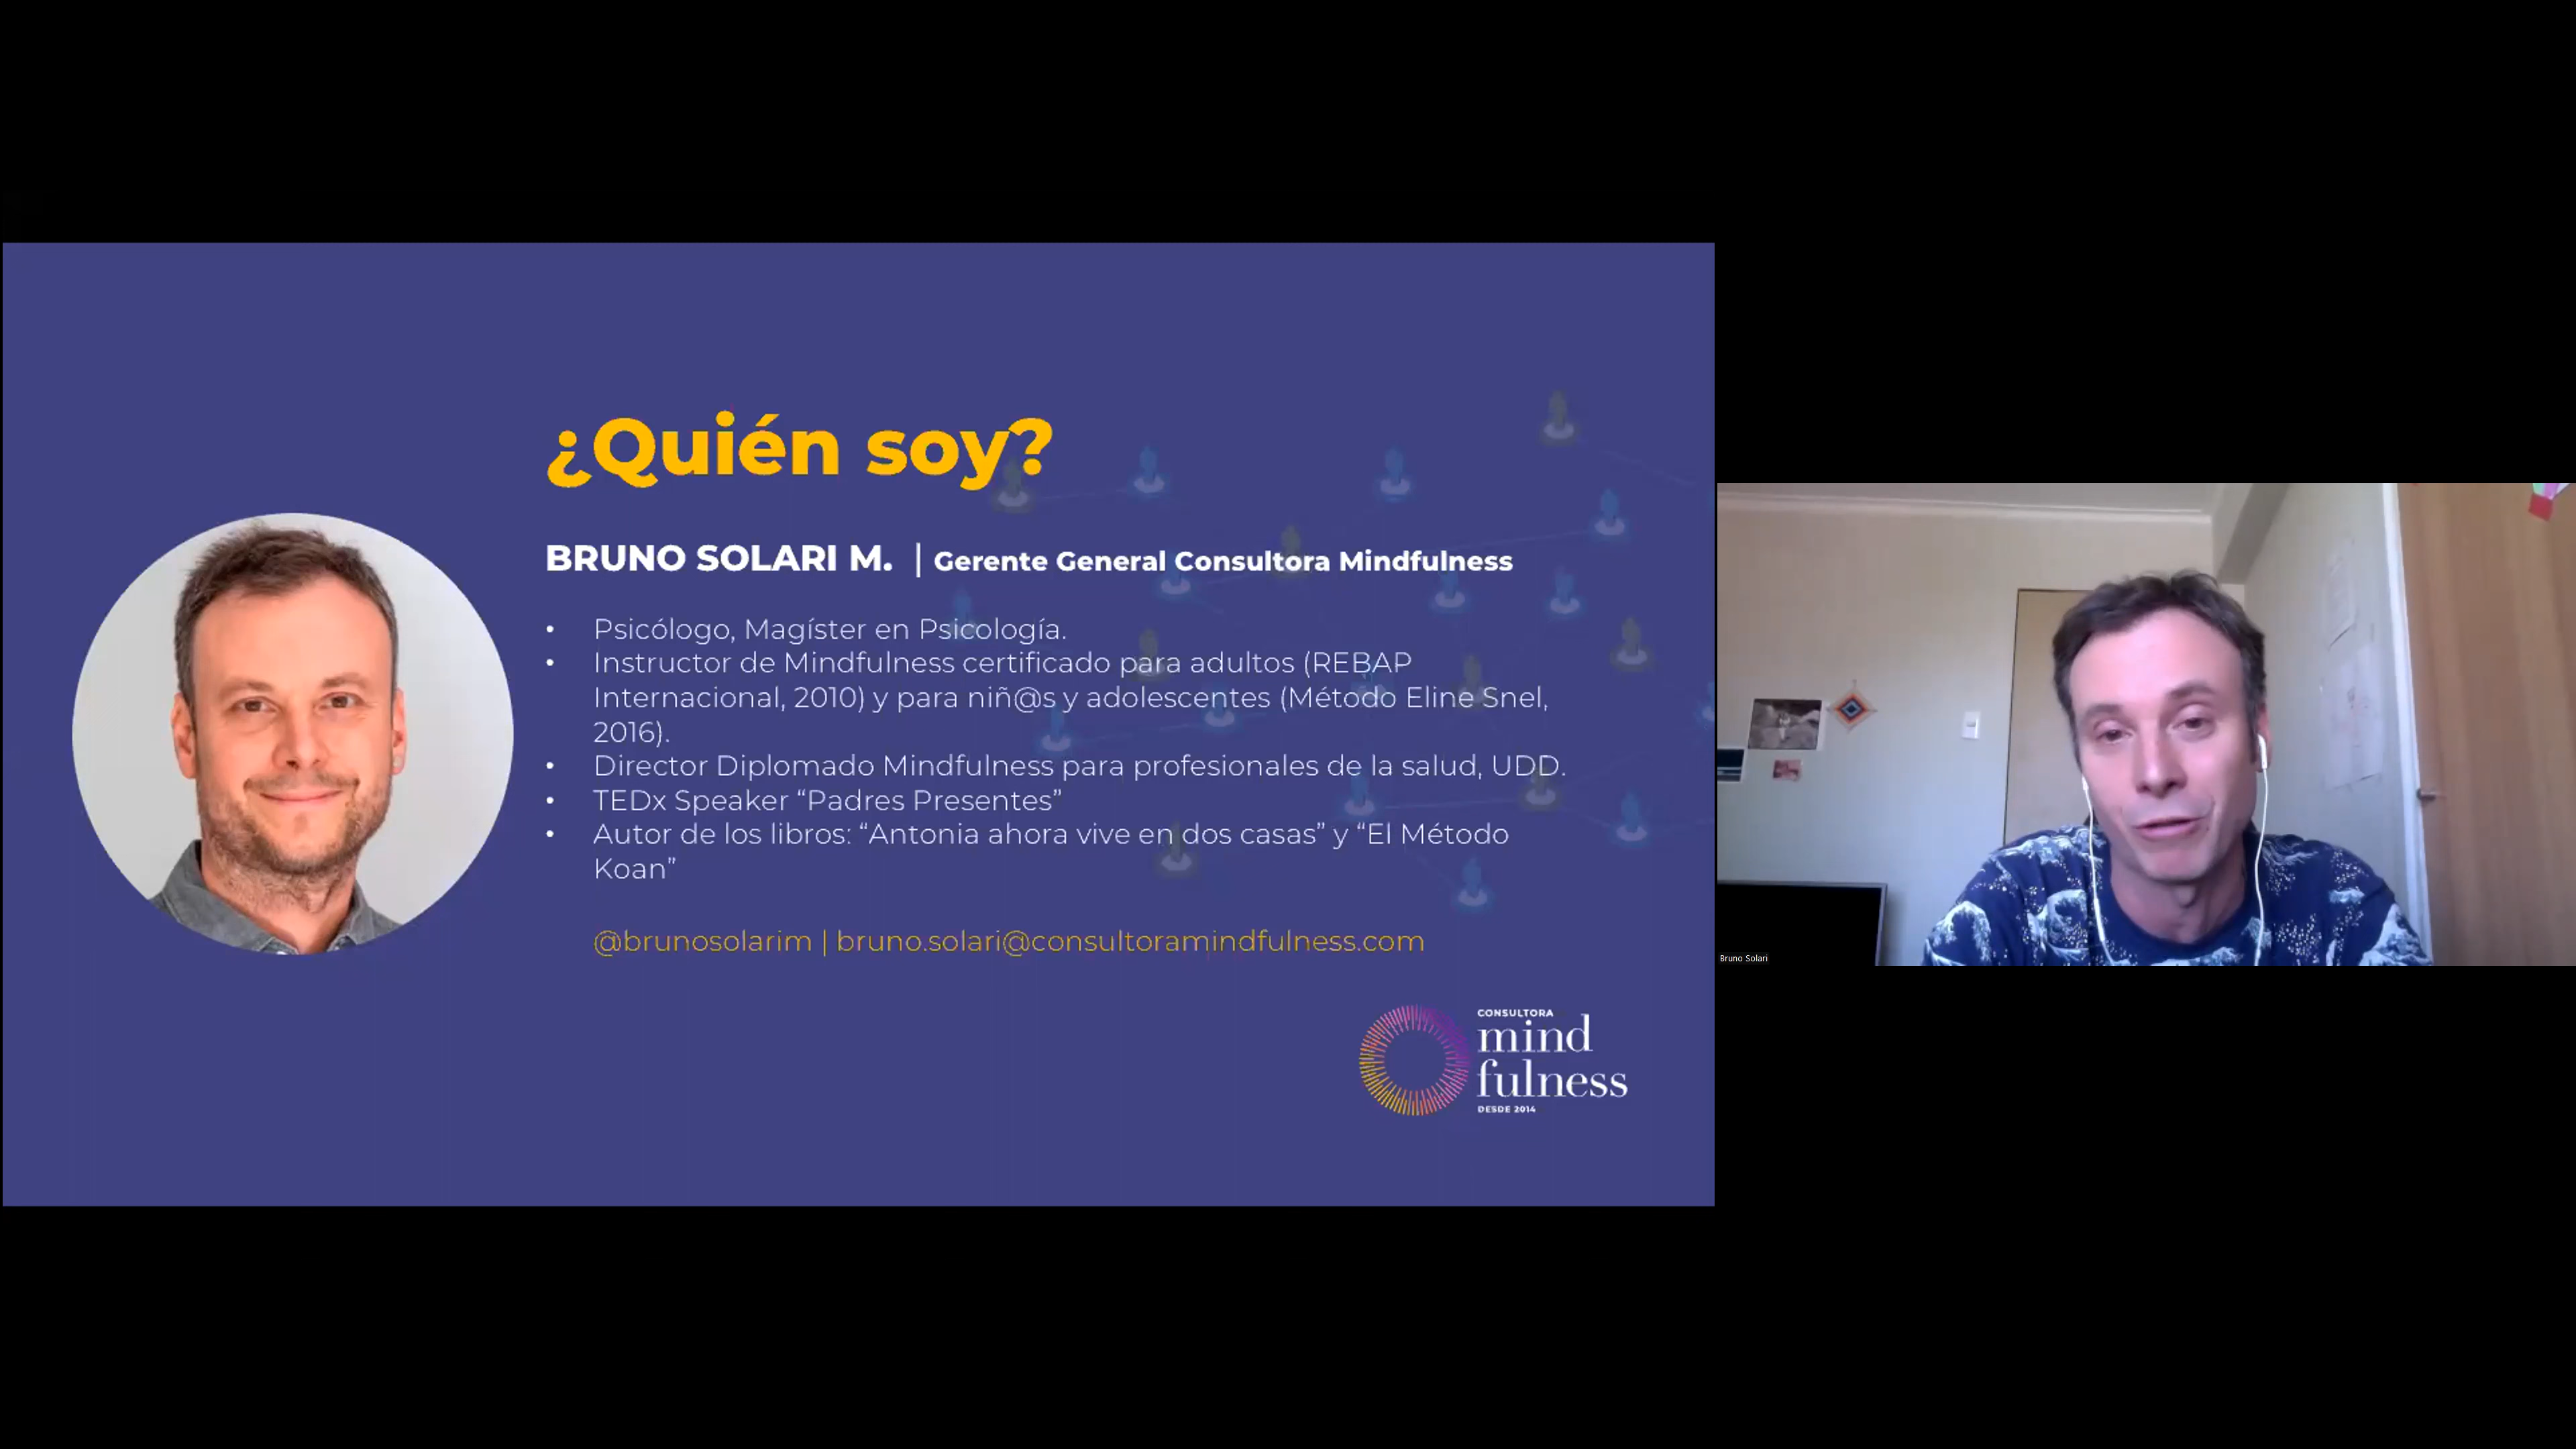 ¿Quién soy?
BRUNO SOLARI M. | Gerente General Consultora Mindfulness
• Psicólogo, Magíster en Psicología.
• Instructor de Mindfulness certificado para adultos (REBAP
Internacional, 2010) y para niñ@s y adolescentes (Método Eline Snel,
2016).
• Director Diplomado Mindfulness para profesionales de la salud, UDD.
• TEDx Speaker “Padres Presentes”
• Autor de los libros: “Antonia ahora vive en dos casas” y “El Método
Koan”
@brunosolarim | bruno.solari@consultoramindfulness.com
CONSULTORA
mind
fulness
DESDE 2014
Bruno Solari